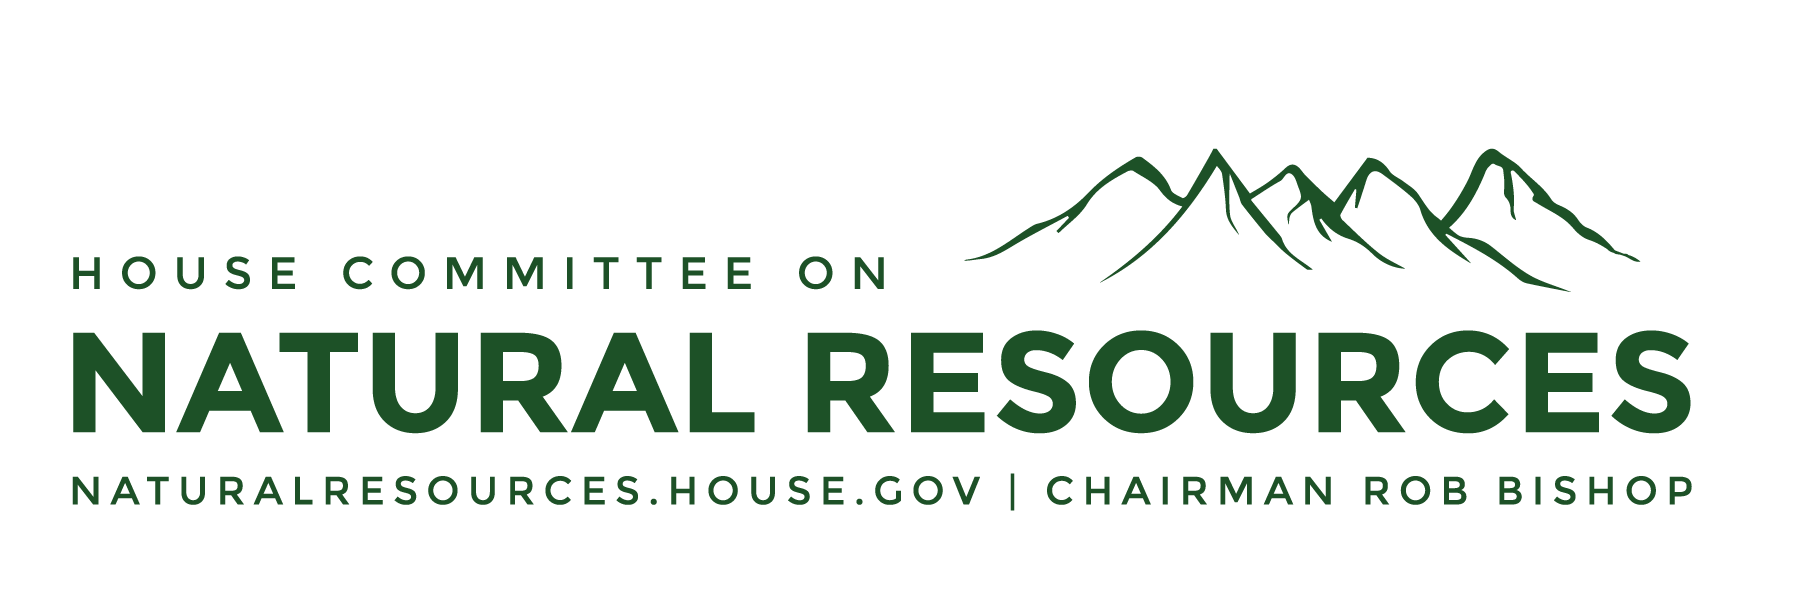 HOUSE COMMITTEE ON
NATURAL RESOURCES
NATURALRESOURCES.HOUSE.GOV | CHAIRMAN ROB BISHOP